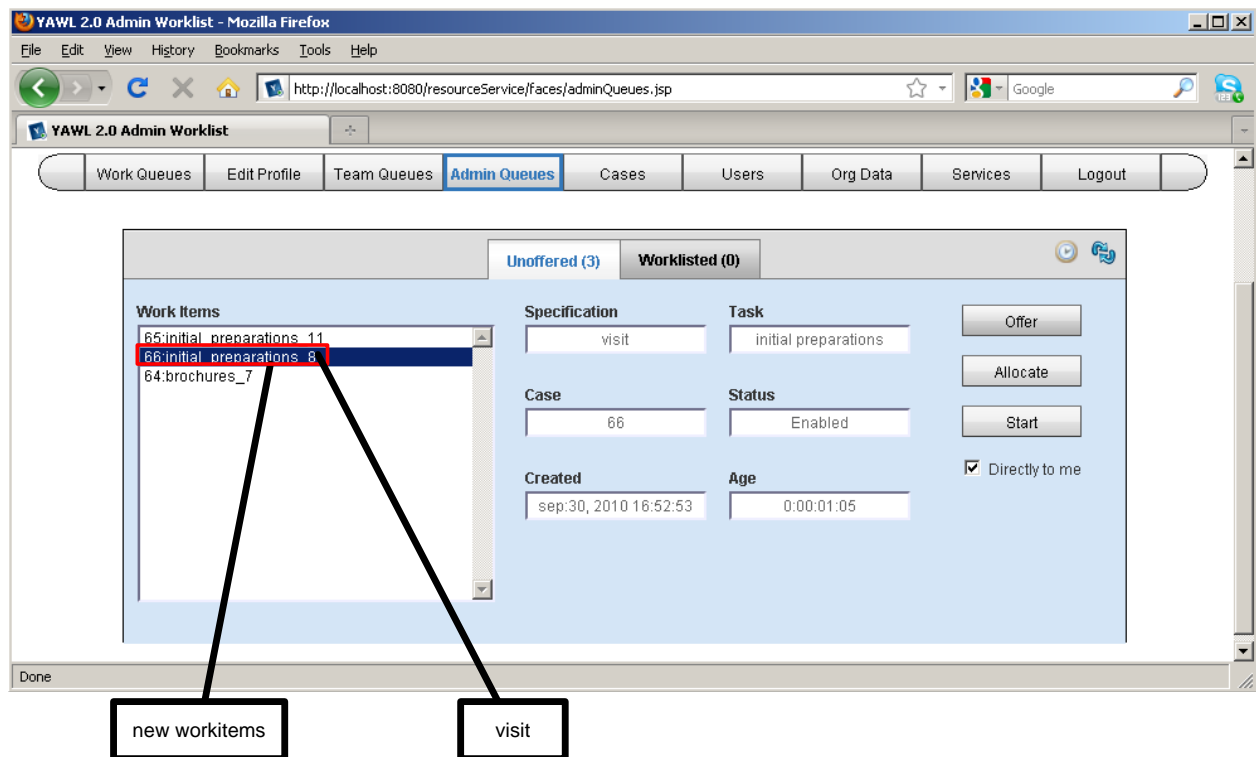 YAWL 2.0 Admin Worklist - Mozilla Firefox
File Edit View History Bookmarks Tools Help
http://localhost:8080/resourceService/faces/adminQueues.jsp Google
YAWL 2.0 Admin Worklist
Work Queues Edit Profile Team Queues Admin Queues Cases Users Org Data Services Logout
Unoffered (3) Worklisted (0)
Work Items
65:initial_preparations_11
66:initial_preparations_8
64:brochures_7
Specification Task
visit initial preparations
Case Status
66 Enabled
Created Age
sep:30, 2010 16:52:53 0:00:01:05
Offer
Allocate
Start
Directly to me
Done
new workitems visit